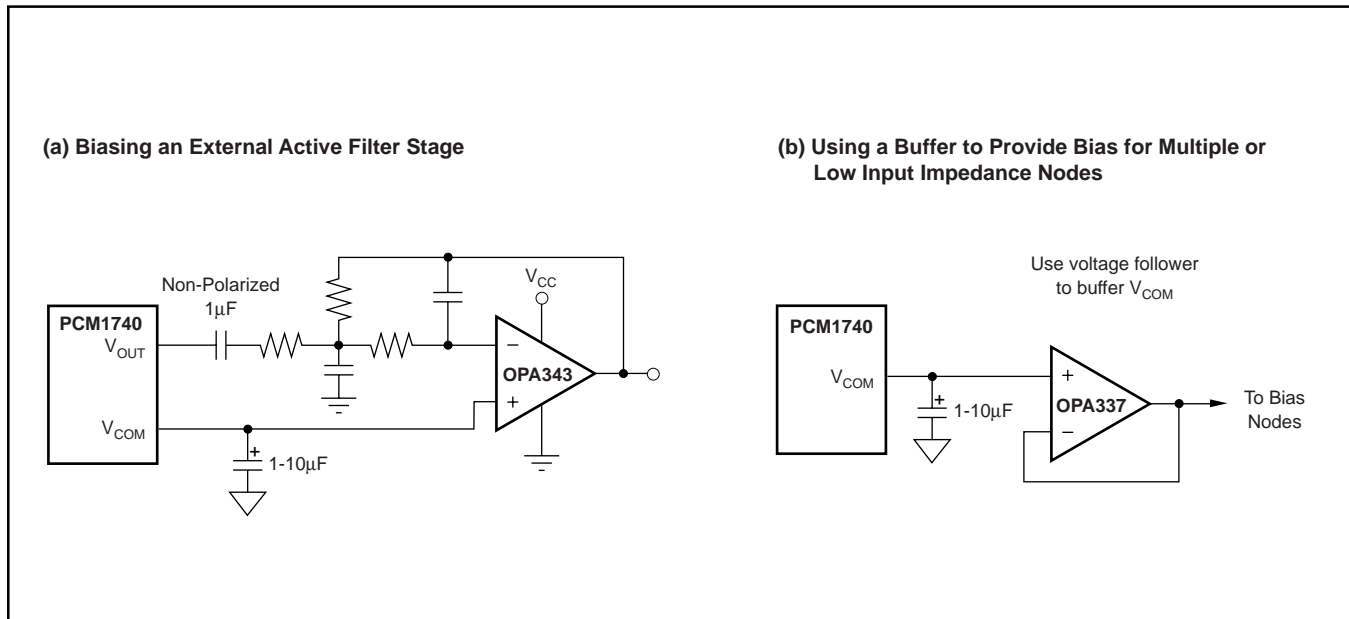 (a) Biasing an External Active Filter Stage
Non-Polarized
1μF
PCM1740
VOUT
VCOM
+
1-10μF
VCC
−
OPA343
+
(b) Using a Buffer to Provide Bias for Multiple or
Low Input Impedance Nodes
Use voltage follower
to buffer VCOM
PCM1740
VCOM
+
1-10μF
+
OPA337
−
To Bias
Nodes